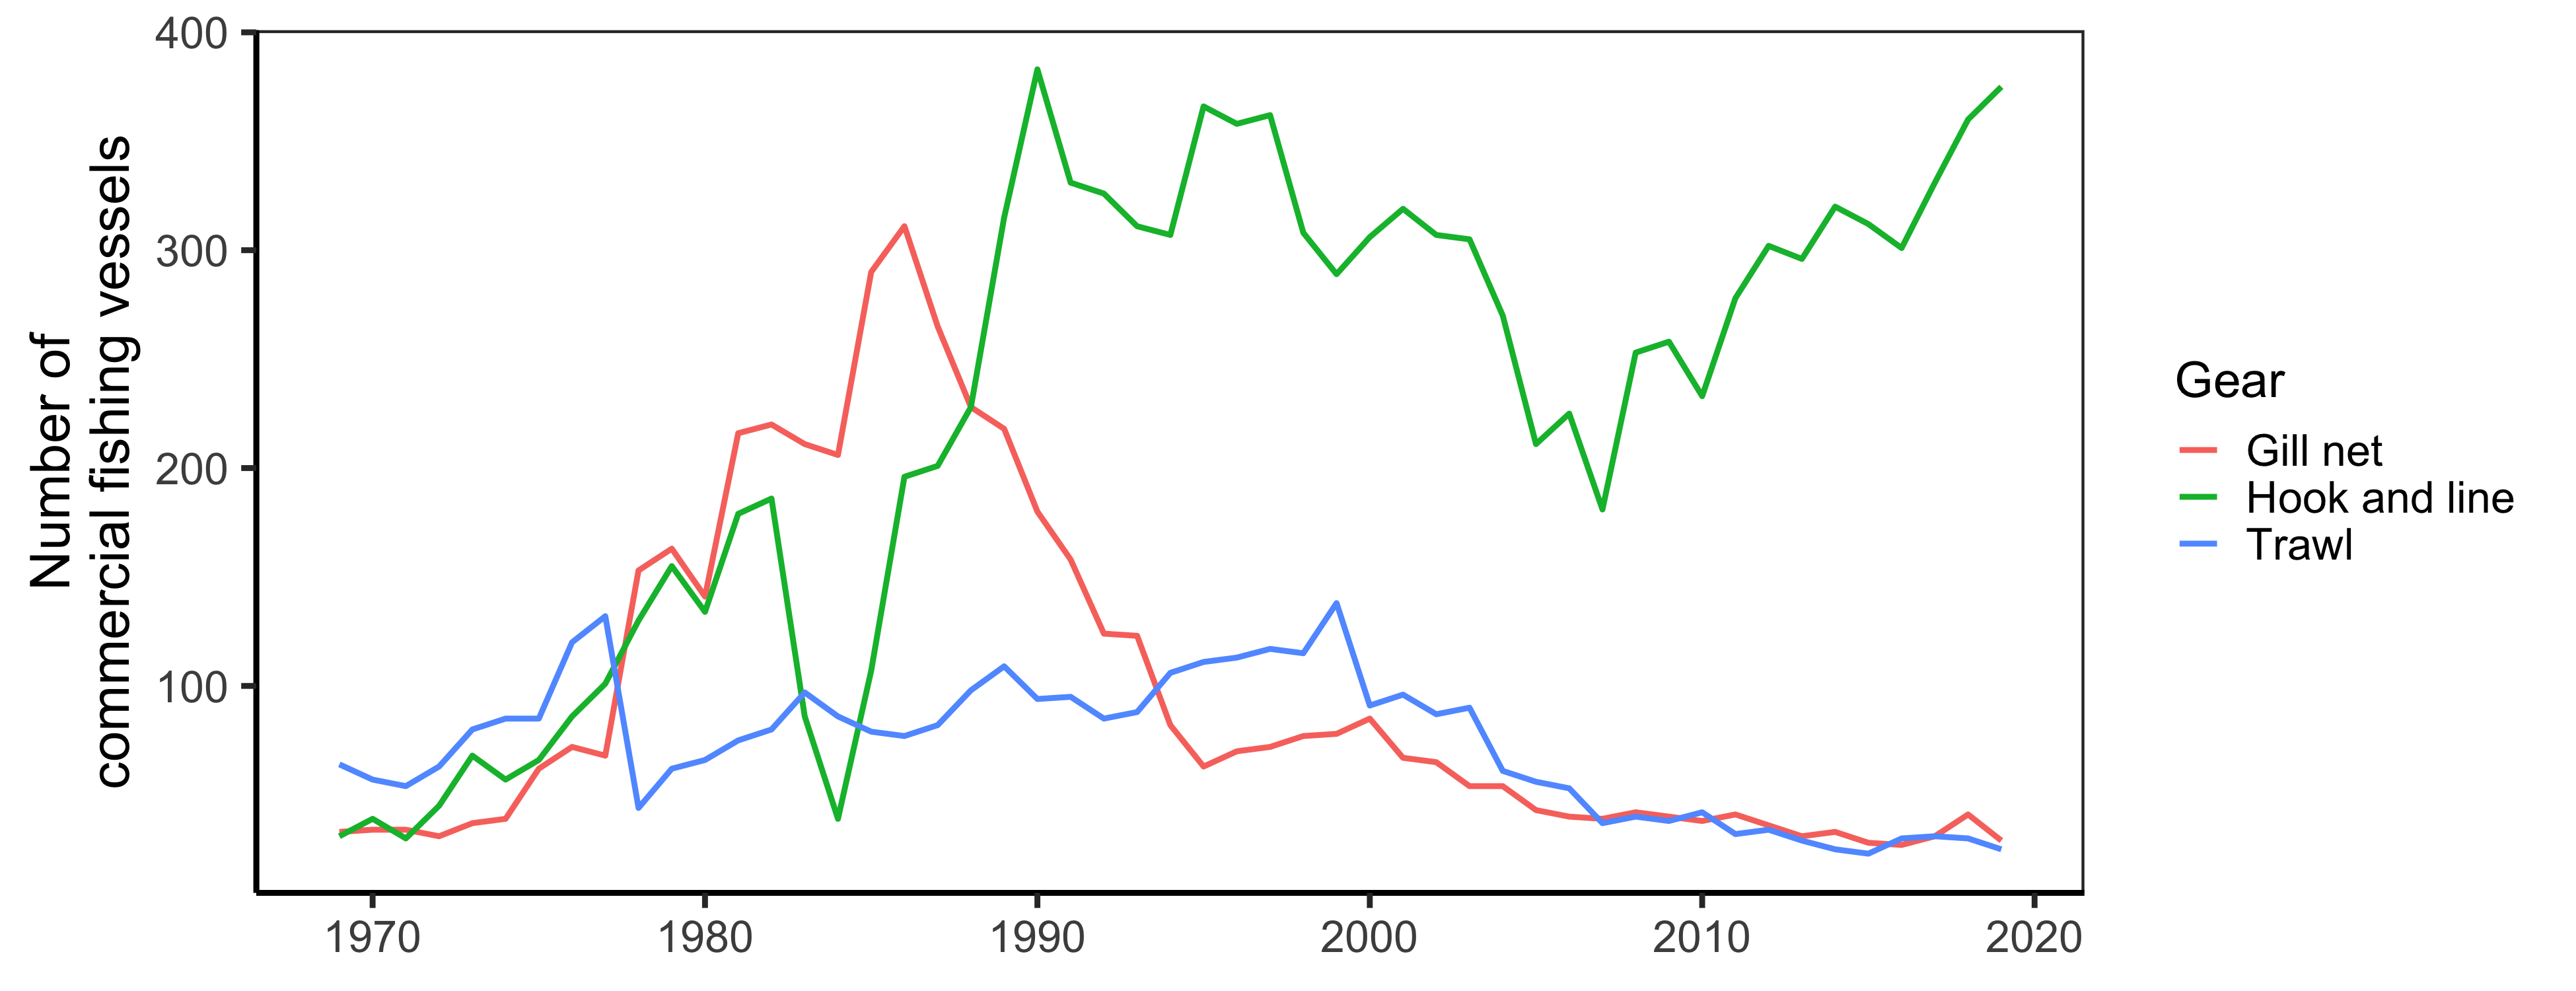 Number of
commercial fishing vessels
400
300
200
100
1970
1980
1990
2000
2010
2020
Gear
Gill net
Hook and line
Trawl